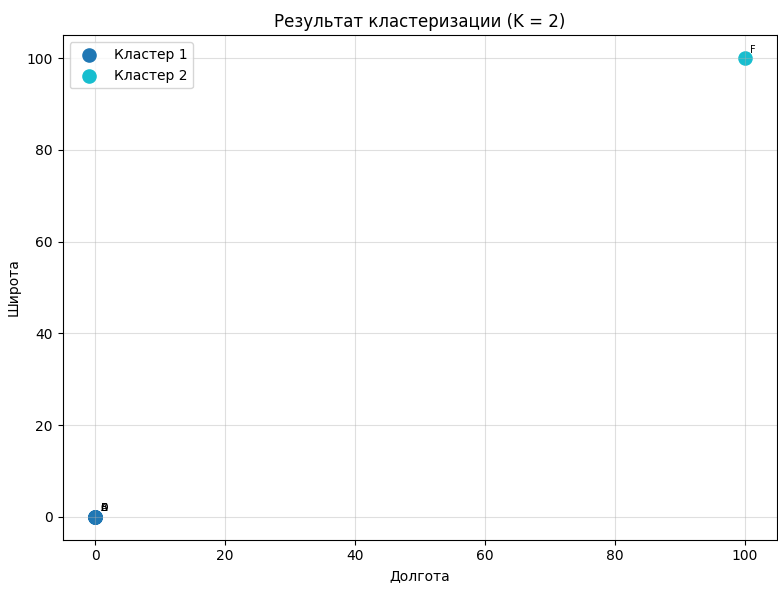 Результат кластеризации (K = 2)
Кластер 1
Кластер 2
F
100
80
60
40
20
0
Широта
0
20
40
60
80
100
Долгота